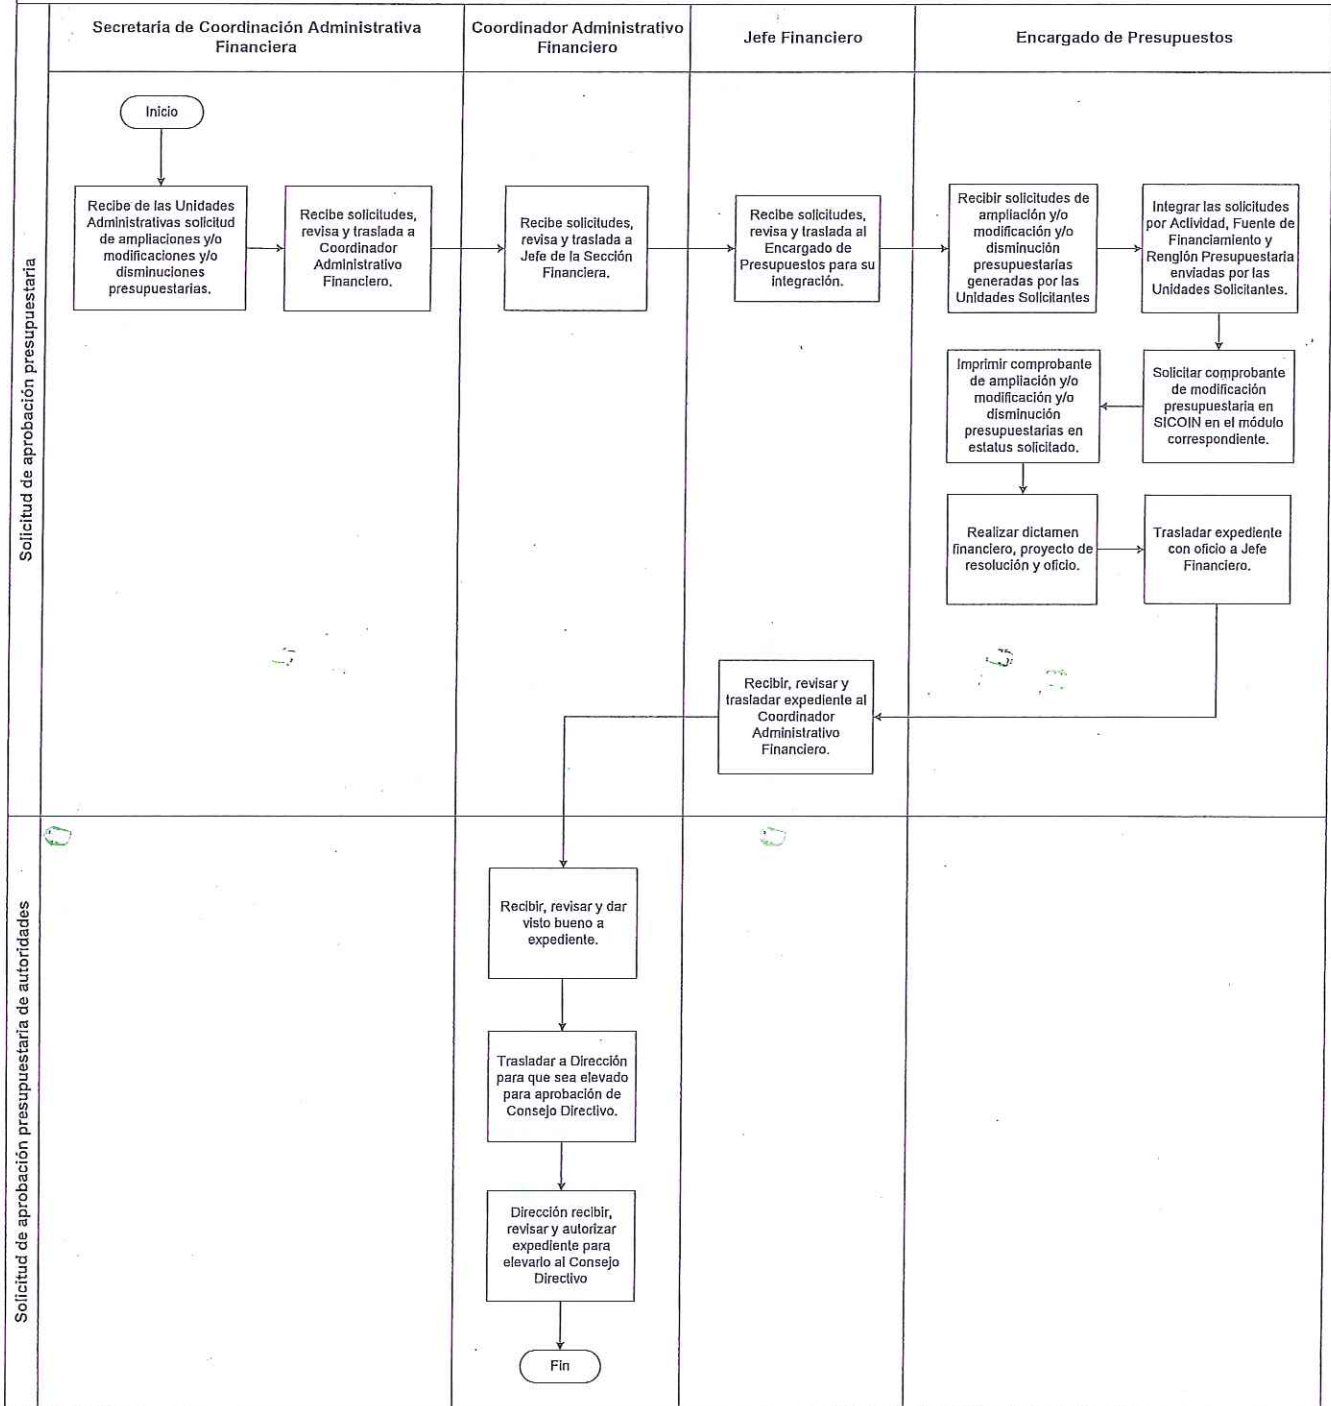 Secretaria de Coordinación Administrativa
Financiera
Coordinador Administrativo
Financiero
Jefe Financiero
Encargado de Presupuestos
Solicitud de aprobación presupuestaria
Inicio
Recibe de las Unidades
Administrativas solicitud
de ampliaciones y/o
modificaciones y/o
disminuciones
presupuestarias.
Recibe solicitudes,
revisa y traslada a
Coordinador
Administrativo
Financiero.
Recibe solicitudes,
revisa y traslada a
Jefe de la Sección
Financiera.
Recibe solicitudes,
revisa y traslada al
Encargado de
Presupuestos para su
integración.
Recibir solicitudes de
ampliación y/o
modificación y/o
disminución
presupuestarias
generadas por las
Unidades Solicitantes
Integrar las solicitudes
por Actividad, Fuente de
Financiamiento y
Renglón Presupuestaria
enviadas por las
Unidades Solicitantes.
Solicitar comprobante
de modificación
presupuestaria en
SICOIN en el módulo
correspondiente.
Imprimir comprobante
de ampliación y/o
modificación y/o
disminución
presupuestarias en
estatus solicitado.
Realizar dictamen
financiero, proyecto de
resolución y oficio.
Trasladar expediente
con oficio a Jefe
Financiero.
Recibir, revisar y
trasladar expediente al
Coordinador
Administrativo
Financiero.
Solicitud de aprobación presupuestaria de autoridades
Recibir, revisar y dar
visto bueno a
expediente.
Trasladar a Dirección
para que sea elevado
para aprobación de
Consejo Directivo.
Dirección recibir,
revisar y autorizar
expediente para
elevarlo al Consejo
Directivo
Fin